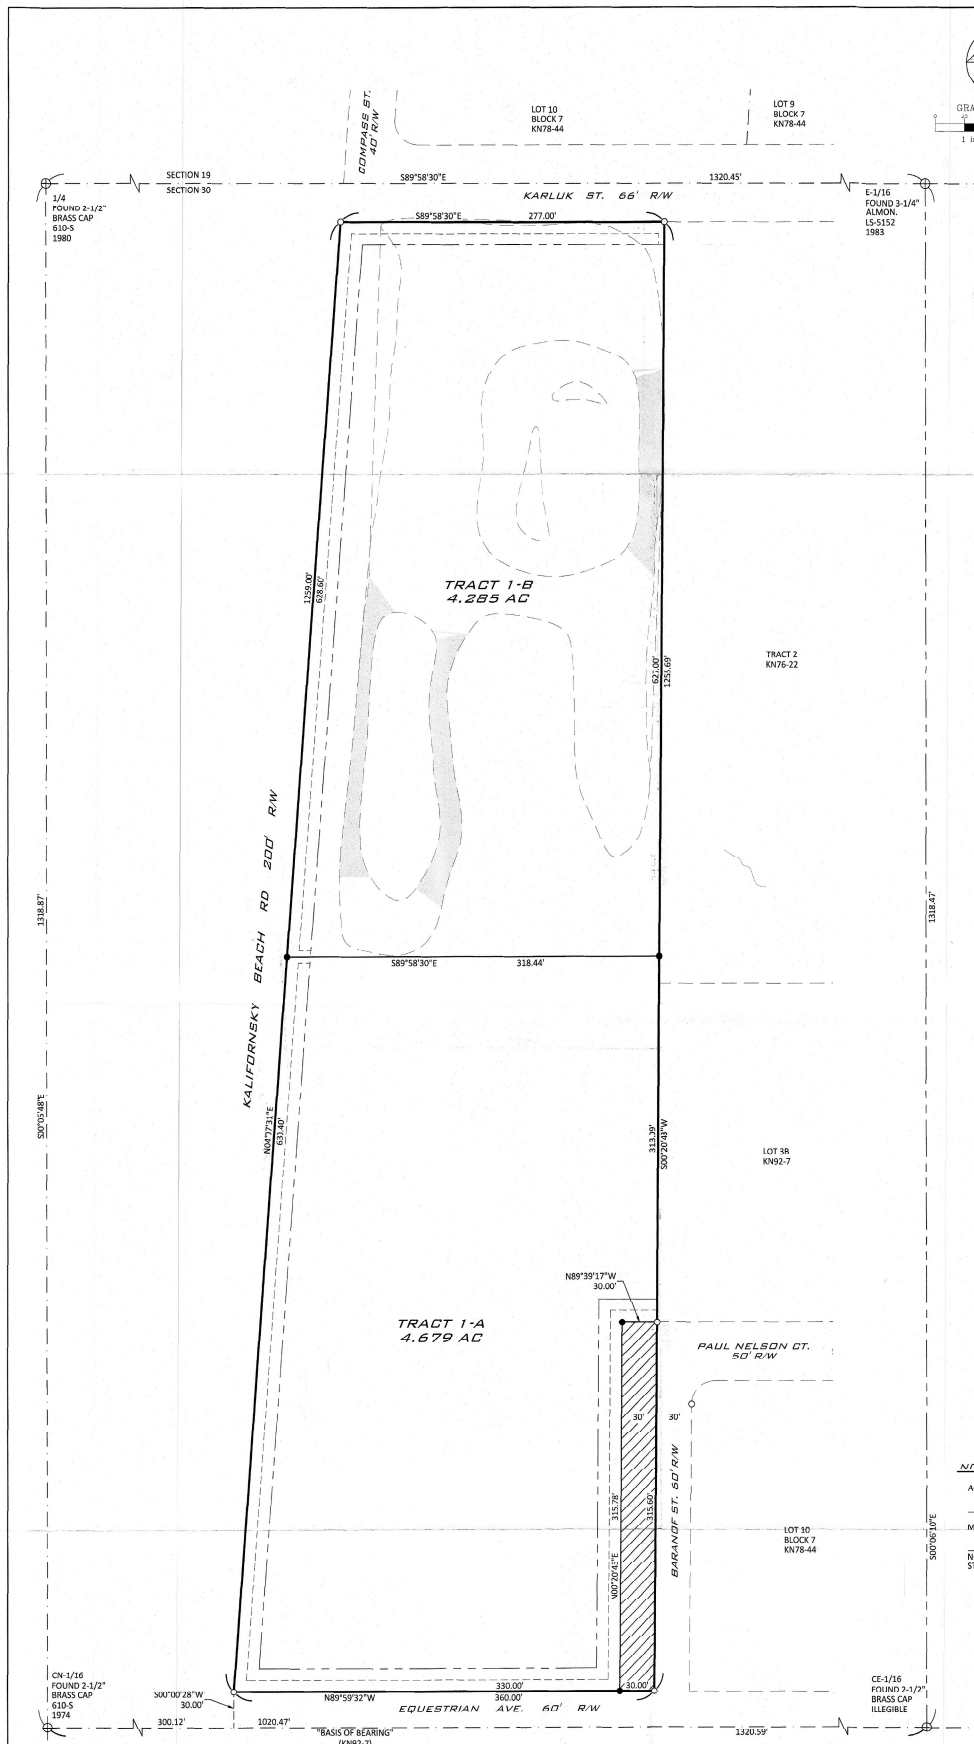 LOT 10
BLOCK 7
KN78-44
LOT 9
BLOCK 7
KN78-44
COMPASS ST.
40' R/W
SECTION 19
SECTION 30
S89°58'30"E
1320.45'
KARLUK ST. 66' R/W
1/4
FOUND 2-1/2"
BRASS CAP
610-S
1980
E-1/16
FOUND 3-1/4"
ALMON.
LS-5152
1983
S89°58'30"E 277.00'
1259.00'
628.60'
TRACT 1-B
4.285 AC
627.00'
TRACT 2
KN76-22
KALIFORNSKY BEACH RD 200' R/W
1318.87'
1318.47'
S89°58'30"E 318.44'
S00°05'48"E
N04°07'31"E
313.09'
S00°20'43"W
LOT 3B
KN92-7
N89°39'17"W
30.00'
TRACT 1-A
4.679 AC
PAUL NELSON CT.
50' R/W
30' 30'
BARANOF ST. 60' R/W
315.78'
315.60'
N00°20'43"E
LOT 10
BLOCK 7
KN78-44
S00°06'10"E
CN-1/16
FOUND 2-1/2"
BRASS CAP
610-S
1974
S00°00'28"W
30.00'
N89°59'32"W
330.00'
360.00'
30.00'
EQUESTRIAN AVE. 60' R/W
CE-1/16
FOUND 2-1/2"
BRASS CAP
ILLEGIBLE
300.12'
1020.47'
"BASIS OF BEARING"
(KN92-7)
1320.59'